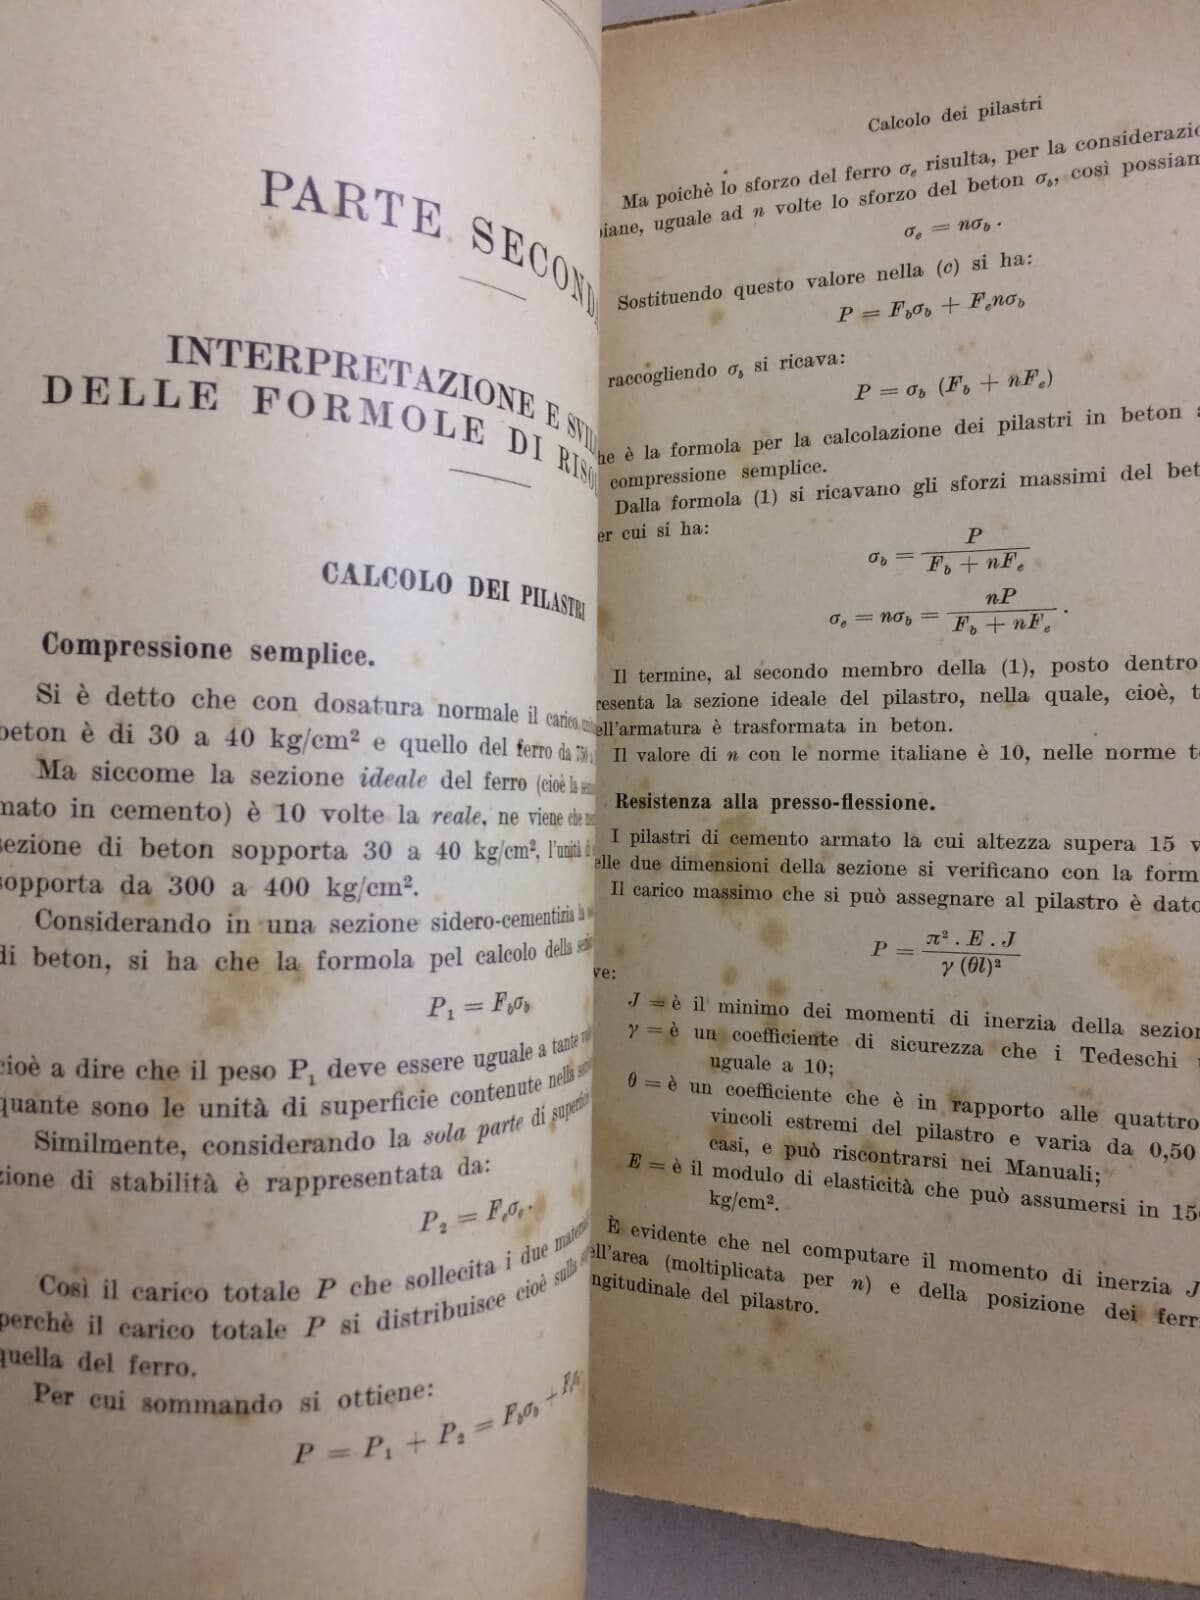 PARTE SECOND
INTERPRETAZIONE E
DELLE FORMOLE DI
CALCOLO DEI PILASTRI
Compressione semplice.
Si è detto che con dosatura normale il carico
beton è di 30 a 40 kg/cm² e quello del ferro da 750
Ma siccome la sezione ideale del ferro (cioè la
mato in cemento) è 10 volte la reale, ne viene che
sezione di beton sopporta 30 a 40 kg/cm², l'unità di
sopporta da 300 a 400 kg/cm².
Considerando in una sezione sidero-cementizia la
di beton, si ha che la formola pel calcolo della
P₁ = F_bσ_b
cioè a dire che il peso P₁ deve essere uguale a tante
quante sono le unità di superficie contenute nella
Similmente, considerando la sola parte di superficie
zione di stabilità è rappresentata da:
P₂ = F_eσ_e.
Così il carico totale P che sollecita i due
perchè il carico totale P si distribuisce cioè sulla
quella del ferro.
Per cui sommando si ottiene:
P = P₁ + P₂ = F_bσ_b +
Calcolo dei pilastri
Ma poichè lo sforzo del ferro σ_e risulta, per la considerazio
piane, uguale ad n volte lo sforzo del beton σ_b, così possiam
σ_e = nσ_b.
Sostituendo questo valore nella (c) si ha:
P = F_bσ_b + F_enσ_b
raccogliendo σ_b si ricava:
P = σ_b (F_b + nF_e)
he è la formola per la calcolazione dei pilastri in beton a
compressione semplice.
Dalla formola (1) si ricavano gli sforzi massimi del bet
er cui si ha:
σ_b = P / (F_b + nF_e)
σ_e = nσ_b = nP / (F_b + nF_e).
Il termine, al secondo membro della (1), posto dentro
resenta la sezione ideale del pilastro, nella quale, cioè, t
ell'armatura è trasformata in beton.
Il valore di n con le norme italiane è 10, nelle norme te
Resistenza alla presso-flessione.
I pilastri di cemento armato la cui altezza supera 15 v
elle due dimensioni della sezione si verificano con la form
Il carico massimo che si può assegnare al pilastro è dato
P = π² . E . J / γ (θl)²
ve:
J = è il minimo dei momenti di inerzia della sezion
γ = è un coefficiente di sicurezza che i Tedeschi
uguale a 10;
θ = è un coefficiente che è in rapporto alle quattro
vincoli estremi del pilastro e varia da 0,50
casi, e può riscontrarsi nei Manuali;
E = è il modulo di elasticità che può assumersi in 15
kg/cm².
È evidente che nel computare il momento di inerzia J
ell'area (moltiplicata per n) e della posizione dei ferr
ngitudinale del pilastro.